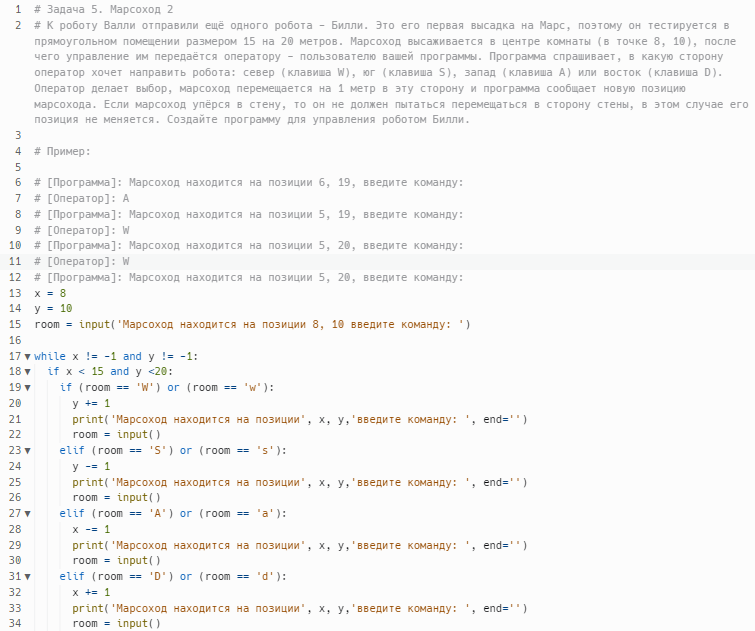 1 # Задача 5. Марсоход 2
2 # К роботу Валли отправили ещё одного робота – Билли. Это его первая высадка на Марс, поэтому он тестируется в
прямоугольном помещении размером 15 на 20 метров. Марсоход высаживается в центре комнаты (в точке 8, 10), после
чего управление им передаётся оператору – пользователю вашей программы. Программа спрашивает, в какую сторону
оператор хочет направить робота: север (клавиша W), юг (клавиша S), запад (клавиша A) или восток (клавиша D).
Оператор делает выбор, марсоход перемещается на 1 метр в эту сторону и программа сообщает новую позицию
марсохода. Если марсоход упёрся в стену, то он не должен пытаться перемещаться в сторону стены, в этом случае его
позиция не меняется. Создайте программу для управления роботом Билли.
3
4 # Пример:
5
6 # [Программа]: Марсоход находится на позиции 6, 19, введите команду:
7 # [Оператор]: A
8 # [Программа]: Марсоход находится на позиции 5, 19, введите команду:
9 # [Оператор]: W
10 # [Программа]: Марсоход находится на позиции 5, 20, введите команду:
11 # [Оператор]: W
12 # [Программа]: Марсоход находится на позиции 5, 20, введите команду:
13 x = 8
14 y = 10
15 room = input('Марсоход находится на позиции 8, 10 введите команду: ')
16
17 while x != -1 and y != -1:
18 if x < 15 and y <20:
19 if (room == 'W') or (room == 'w'):
20 y += 1
21 print('Марсоход находится на позиции', x, y,'введите команду: ', end='')
22 room = input()
23 elif (room == 'S') or (room == 's'):
24 y -= 1
25 print('Марсоход находится на позиции', x, y,'введите команду: ', end='')
26 room = input()
27 elif (room == 'A') or (room == 'a'):
28 x -= 1
29 print('Марсоход находится на позиции', x, y,'введите команду: ', end='')
30 room = input()
31 elif (room == 'D') or (room == 'd'):
32 x += 1
33 print('Марсоход находится на позиции', x, y,'введите команду: ', end='')
34 room = input()